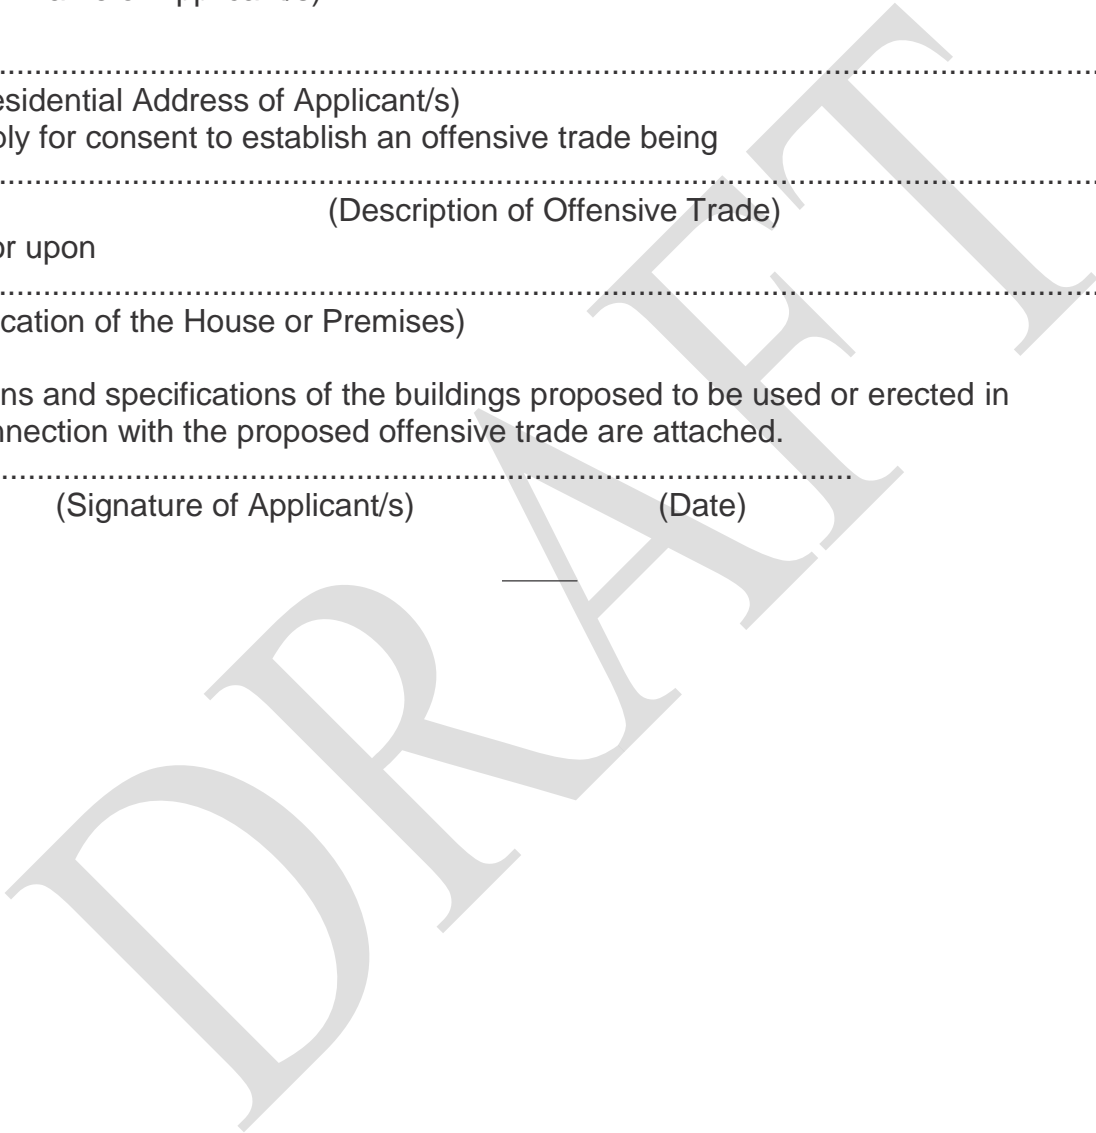 ........................................................................................................................
esidential Address of Applicant/s)
ply for consent to establish an offensive trade being
........................................................................................................................
(Description of Offensive Trade)
or upon
........................................................................................................................
cation of the House or Premises)
ns and specifications of the buildings proposed to be used or erected in
nnection with the proposed offensive trade are attached.
...............................................................................................
(Signature of Applicant/s) (Date)
DRAFT